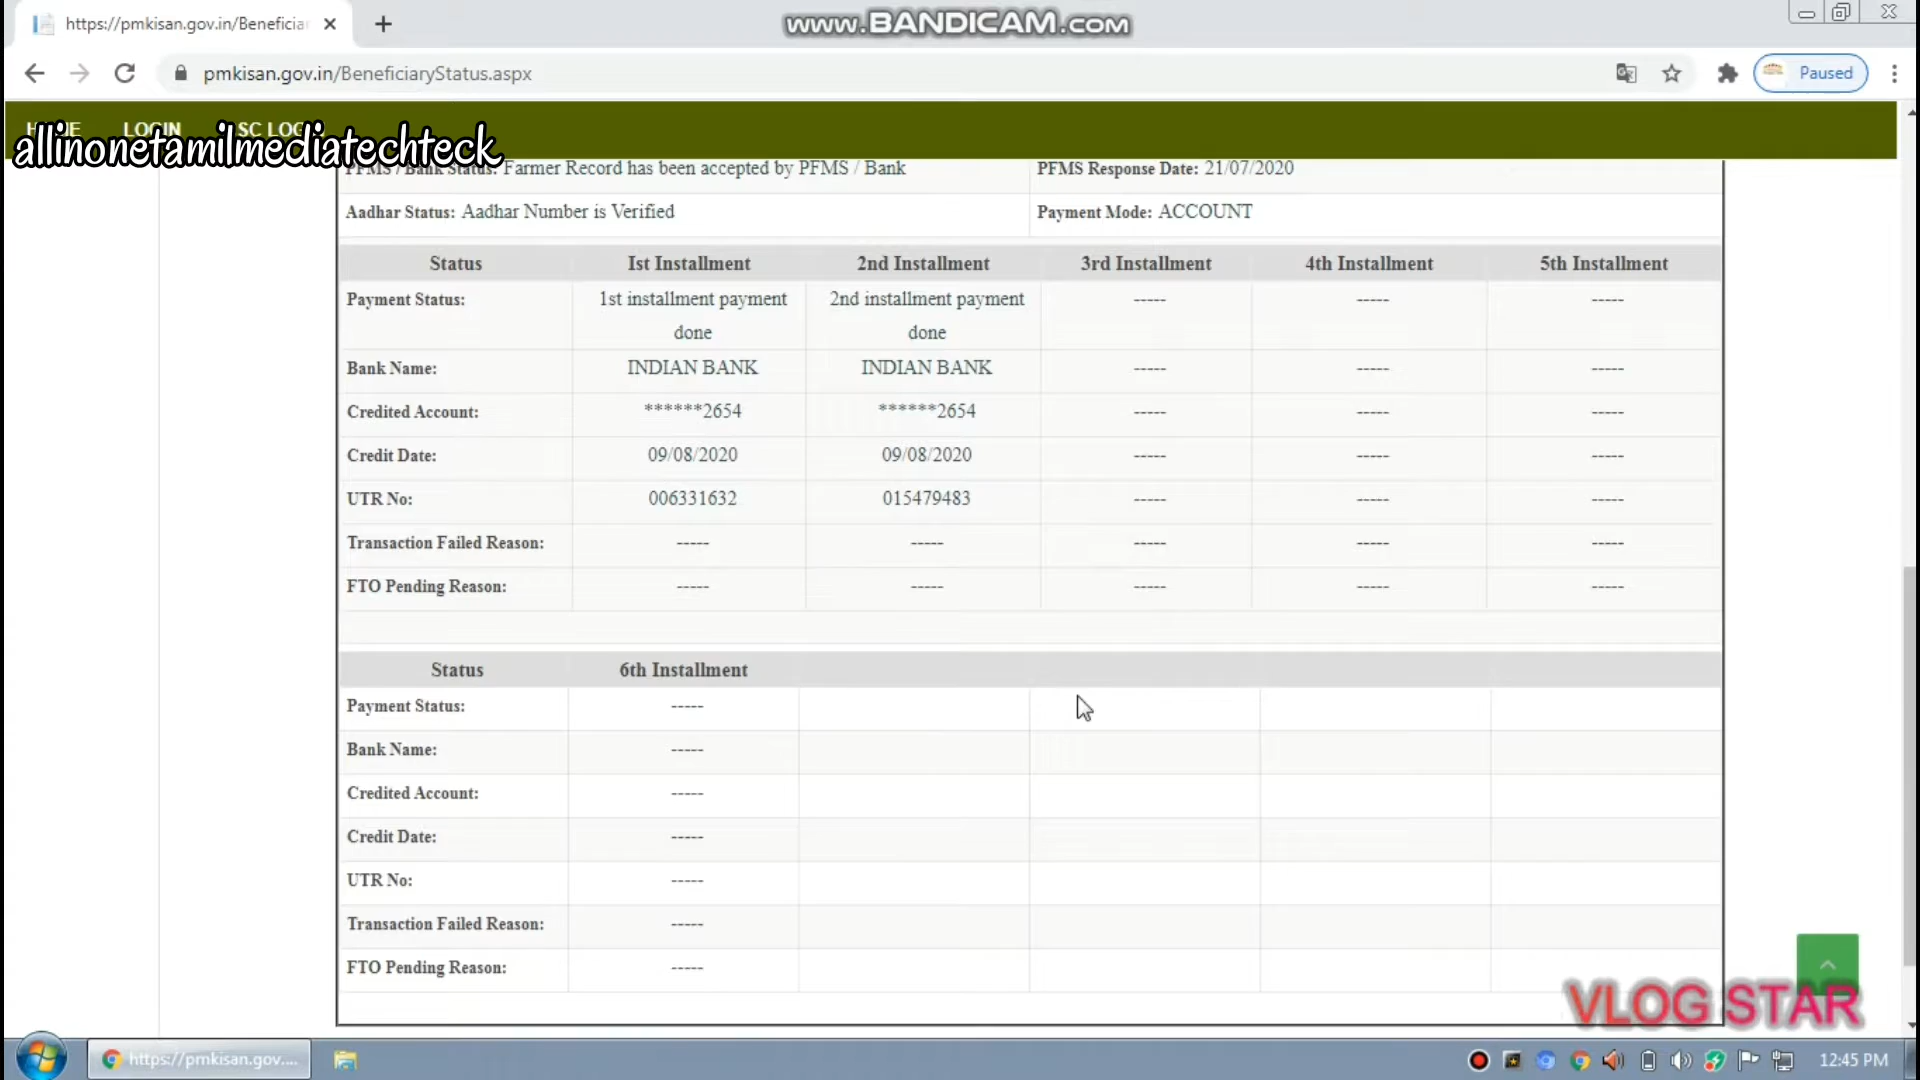 https://pmkisan.gov.in/Beneficiar
www.BANDICAM.com
pmkisan.gov.in/BeneficiaryStatus.aspx
Paused
LOGIN
allinonetamilmediatechteck
PFMS / Bank Status: Farmer Record has been accepted by PFMS / Bank PFMS Response Date: 21/07/2020
Aadhar Status: Aadhar Number is Verified Payment Mode: ACCOUNT
Status Ist Installment 2nd Installment 3rd Installment 4th Installment 5th Installment
Payment Status: 1st installment payment done 2nd installment payment done ----- ----- -----
Bank Name: INDIAN BANK INDIAN BANK ----- ----- -----
Credited Account: ******2654 ******2654 ----- ----- -----
Credit Date: 09/08/2020 09/08/2020 ----- ----- -----
UTR No: 006331632 015479483 ----- ----- -----
Transaction Failed Reason: ----- ----- ----- ----- -----
FTO Pending Reason: ----- ----- ----- ----- -----
Status 6th Installment
Payment Status: -----
Bank Name: -----
Credited Account: -----
Credit Date: -----
UTR No: -----
Transaction Failed Reason: -----
FTO Pending Reason: -----
VLOG STAR
https://pmkisan.gov....
12:45 PM